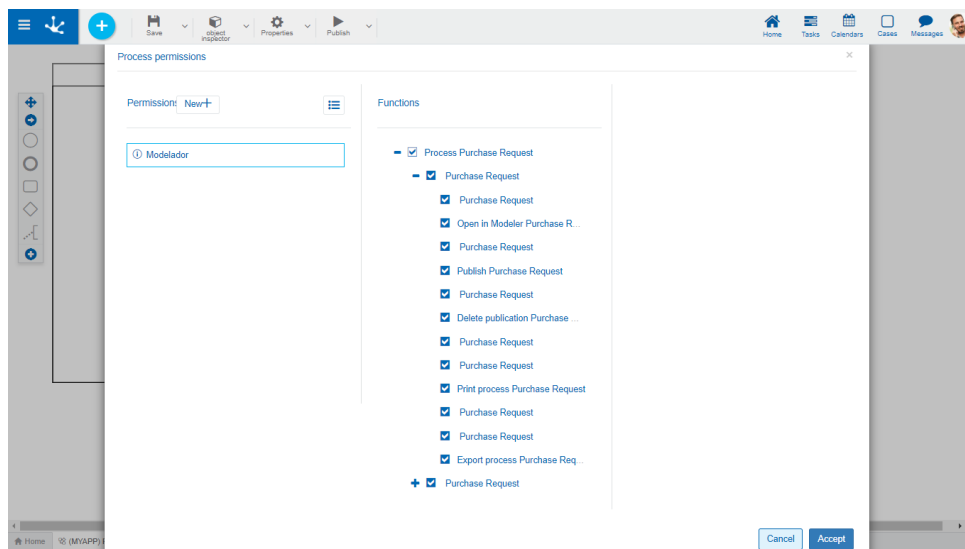 Save
object
inspector
Properties
Publish
Home
Tasks
Calendars
Cases
Messages
Process permissions
×
Permissions
New+
Functions
Modelador
Process Purchase Request
Purchase Request
Purchase Request
Open in Modeler Purchase R...
Purchase Request
Publish Purchase Request
Purchase Request
Delete publication Purchase ...
Purchase Request
Purchase Request
Print process Purchase Request
Purchase Request
Purchase Request
Export process Purchase Req...
Purchase Request
Cancel
Accept
Home
(MYAPP)